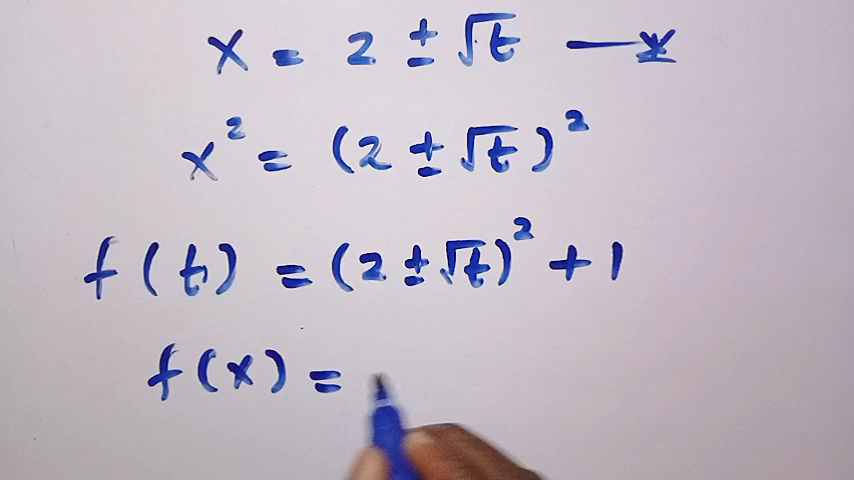 x = 2 ± √t —*
x² = (2 ± √t)²
f(t) = (2 ± √t)² + 1
f(x) =